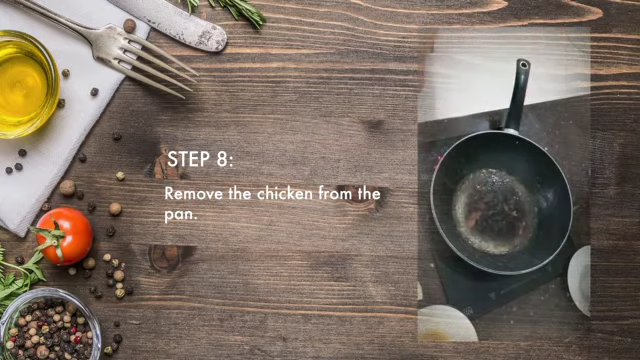 STEP 8:
Remove the chicken from the
pan.